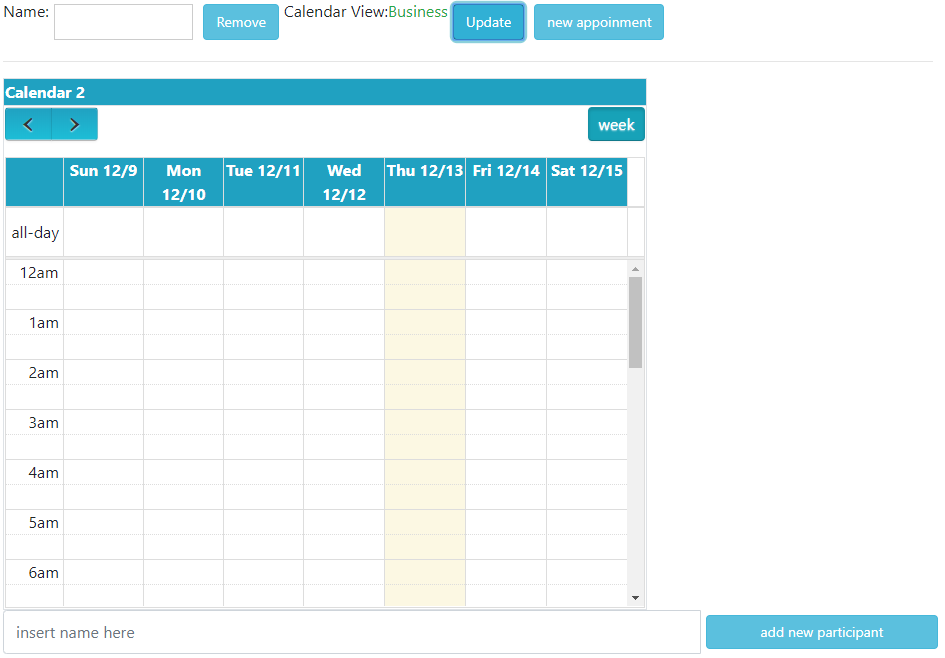 Name: Remove Calendar View:Business Update new appoinment
Calendar 2
week
Sun 12/9 Mon 12/10 Tue 12/11 Wed 12/12 Thu 12/13 Fri 12/14 Sat 12/15
all-day
12am
1am
2am
3am
4am
5am
6am
insert name here add new participant